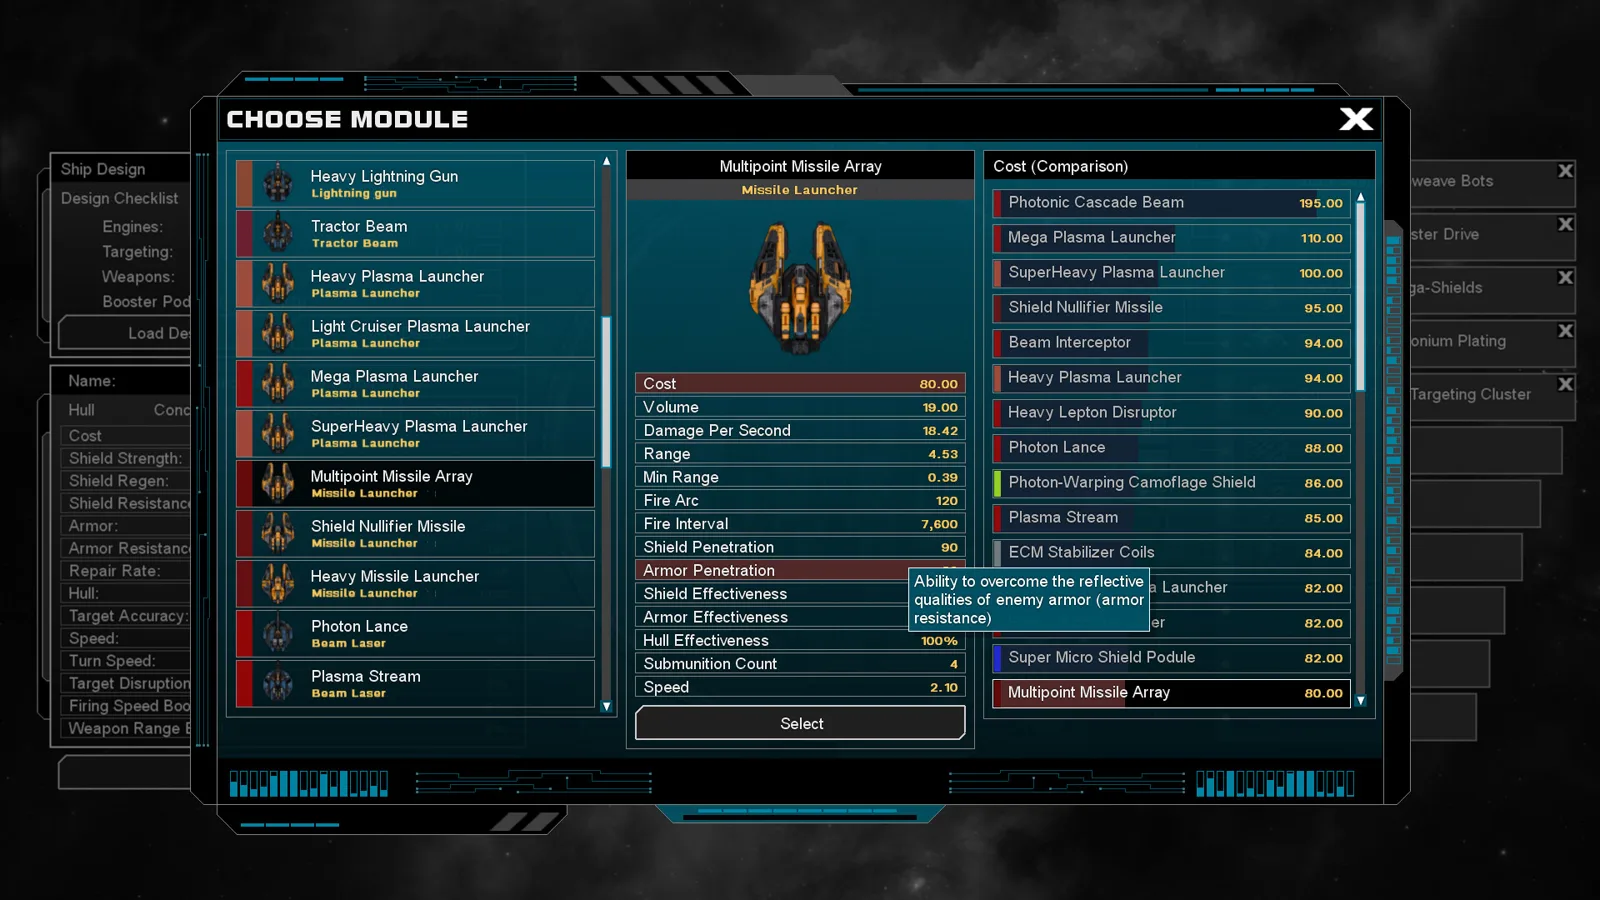 CHOOSE MODULE
X
Ship Design
Design Checklist
Engines:
Targeting:
Weapons:
Booster Pod
Load De
Name:
Hull
Cost
Shield Strength:
Shield Regen:
Shield Resistance
Armor:
Armor Resistanc
Repair Rate:
Hull:
Target Accuracy:
Speed:
Turn Speed:
Target Disruption
Firing Speed Boo
Weapon Range
Heavy Lightning Gun
Lightning gun
Tractor Beam
Tractor Beam
Heavy Plasma Launcher
Plasma Launcher
Light Cruiser Plasma Launcher
Plasma Launcher
Mega Plasma Launcher
Plasma Launcher
SuperHeavy Plasma Launcher
Plasma Launcher
Multipoint Missile Array
Missile Launcher
Shield Nullifier Missile
Missile Launcher
Heavy Missile Launcher
Missile Launcher
Photon Lance
Beam Laser
Plasma Stream
Beam Laser
Multipoint Missile Array
Missile Launcher
Cost 80.00
Volume 19.00
Damage Per Second 18.42
Range 4.53
Min Range 0.39
Fire Arc 120
Fire Interval 7,600
Shield Penetration 90
Armor Penetration
Shield Effectiveness
Armor Effectiveness
Hull Effectiveness 100%
Submunition Count 4
Speed 2.10
Select
Ability to overcome the reflective
qualities of enemy armor (armor
resistance)
Cost (Comparison)
Photonic Cascade Beam 195.00
Mega Plasma Launcher 110.00
SuperHeavy Plasma Launcher 100.00
Shield Nullifier Missile 95.00
Beam Interceptor 94.00
Heavy Plasma Launcher 94.00
Heavy Lepton Disruptor 90.00
Photon Lance 88.00
Photon-Warping Camoflage Shield 86.00
Plasma Stream 85.00
ECM Stabilizer Coils 84.00
a Launcher 82.00
er 82.00
Super Micro Shield Podule 82.00
Multipoint Missile Array 80.00
weave Bots X
ster Drive X
ga-Shields X
onium Plating X
Targeting Cluster X